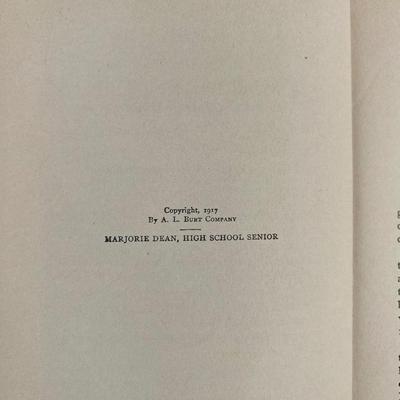 Copyright, 1917
By A. L. Burt Company
MARJORIE DEAN, HIGH SCHOOL SENIOR